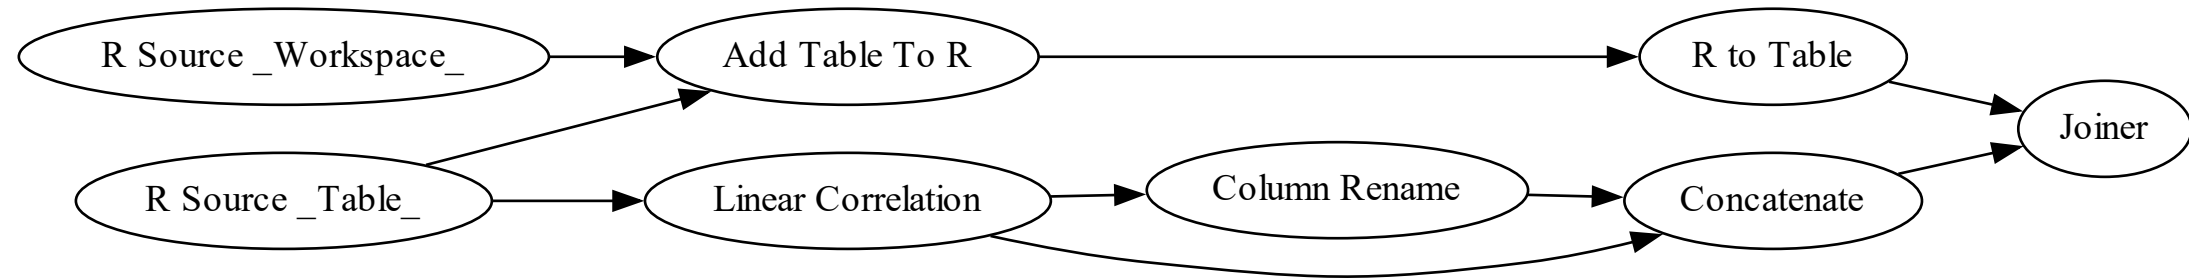 R Source _Workspace_
Add Table To R
R to Table
Joiner
R Source _Table_
Linear Correlation
Column Rename
Concatenate